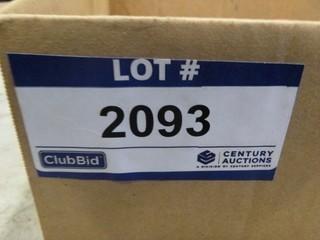 LOT #
2093
ClubBid
CENTURY
AUCTIONS
A DIVISION OF CENTURY SERVICES